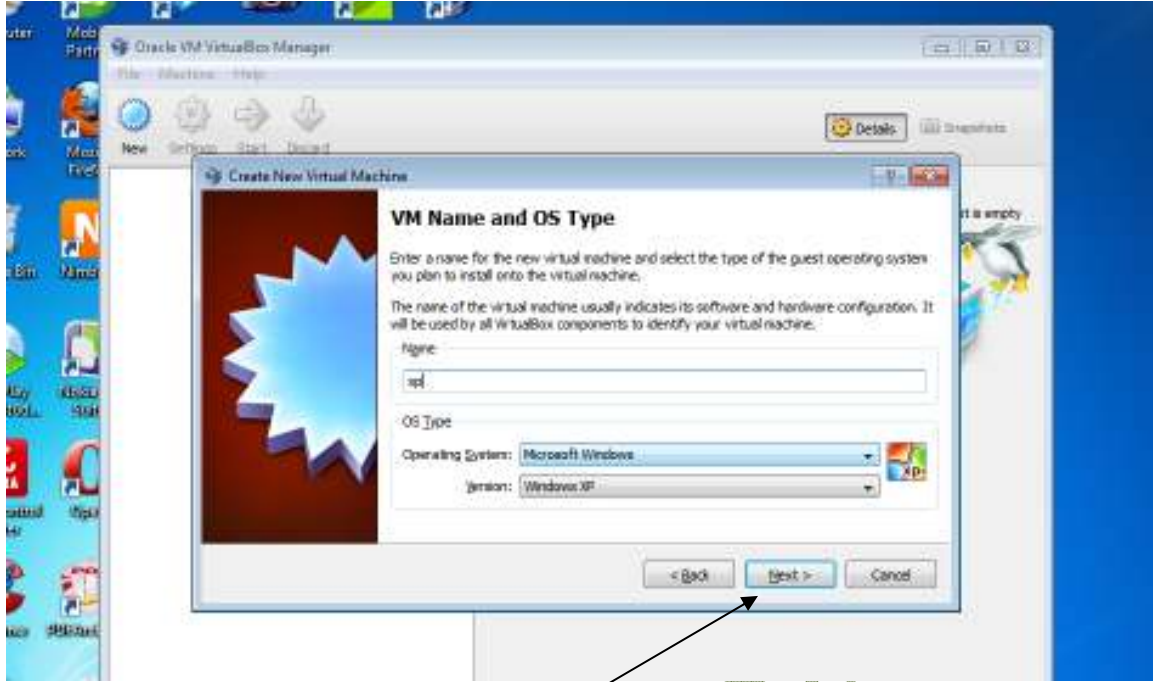 Oracle VM VirtualBox Manager
File Machine Help
New Settings Start Discard
Details Snapshots
Create New Virtual Machine
VM Name and OS Type
Enter a name for the new virtual machine and select the type of the guest operating system
you plan to install onto the virtual machine.
The name of the virtual machine usually indicates its software and hardware configuration. It
will be used by all VirtualBox components to identify your virtual machine.
Name
xp
OS Type
Operating System: Microsoft Windows
xp
Version: Windows XP
< Back Next > Cancel
t is empty